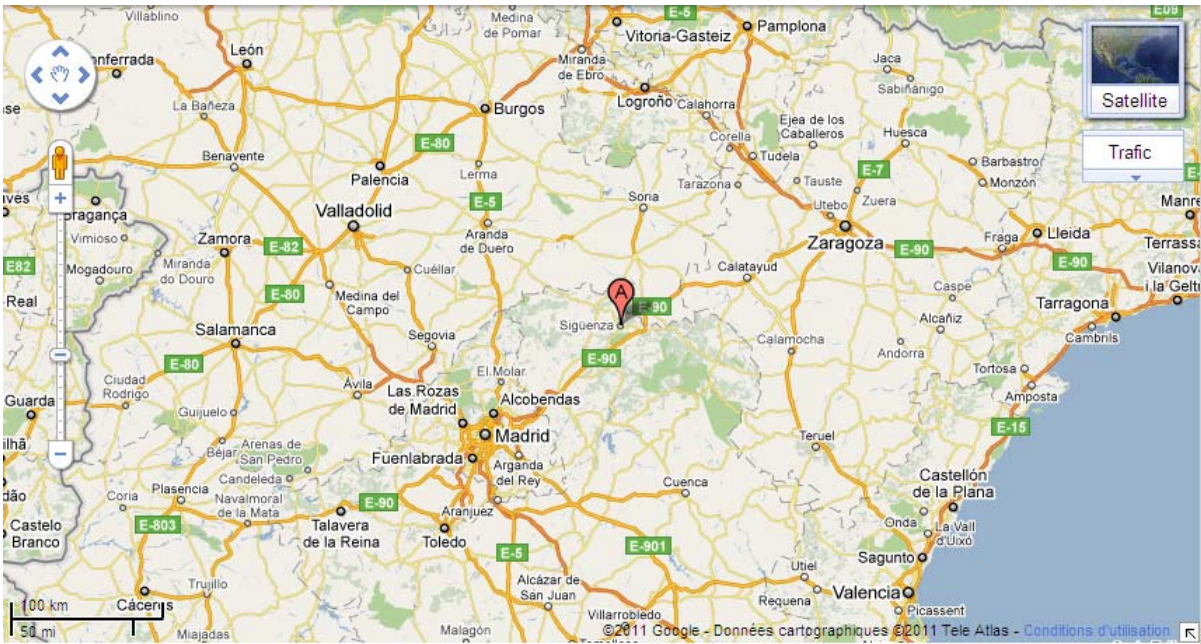 Villablino
Medina
de Pomar
E-5
Vitoria-Gasteiz
Pamplona
E09
onferrada
León
Miranda
de Ebro
Jaca
Sabiñánigo
Satellite
La Bañeza
Burgos
Logroño
Calahorra
Ejea de los
Caballeros
Huesca
Trafic
Benavente
E-80
Palencia
Lerma
Corella
Tudela
E-7
Barbastro
Monzón
E-
ves
Bragança
Valladolid
E-5
Soria
Tarazona
Tauste
Zuera
Utebo
Manre
Vimioso
Zamora
E-82
Aranda
de Duero
Zaragoza
E-90
Fraga
Lleida
Terrassa
E82
Mogadouro
Miranda
do Douro
Cuéllar
Calatayud
E-90
Vilanov
i la Geltr
Real
E-80
Medina del
Campo
A
E-90
Caspe
Tarragona
Salamanca
Sigüenza
Alcañiz
Cambrils
Segovia
Calamocha
Andorra
E-80
E-90
Ciudad
Rodrigo
Ávila
El Molar
Tortosa
Las Rozas
de Madrid
Alcobendas
Amposta
Guarda
Guijuelo
E-15
Madrid
Teruel
ilhã
Béjar
Arenas de
San Pedro
Fuenlabrada
Arganda
del Rey
Candeleda
Cuenca
Castellón
de la Plana
dão
Coria
Plasencia
Navalmoral
de la Mata
E-90
Aranjuez
Castelo
Branco
E-803
Talavera
de la Reina
Toledo
E-5
E-901
Onda
La Vall
d'Uixó
Sagunto
Trujillo
Alcázar de
San Juan
Utiel
Requena
Valencia
100 km
Cáceres
50 mi
Miajadas
Malagón
Villarrobledo
Picassent
©2011 Google - Données cartographiques ©2011 Tele Atlas - Conditions d'utilisation